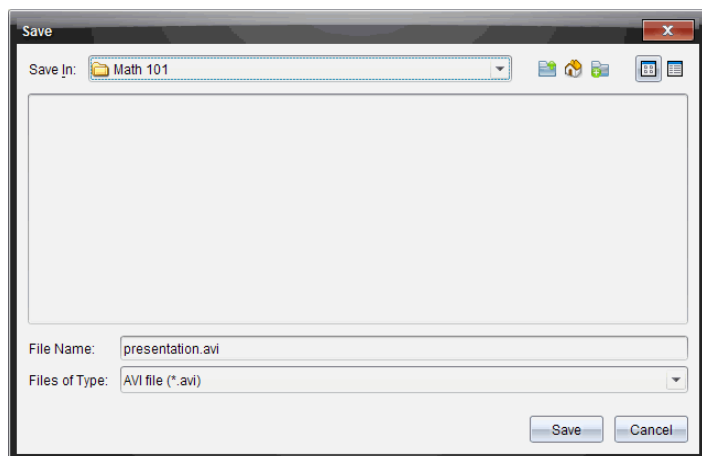 Save
Save In: Math 101
File Name: presentation.avi
Files of Type: AVI file (*.avi)
Save Cancel